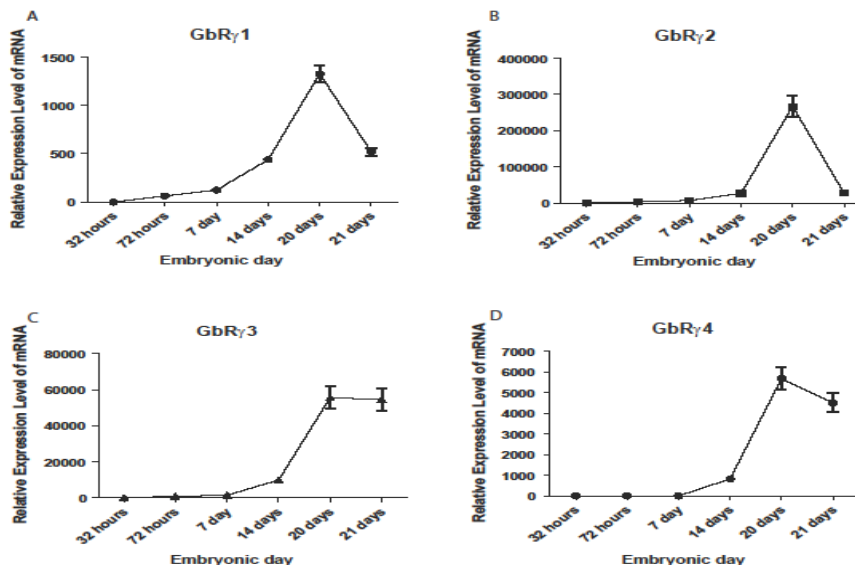 A
GbRγ1
Relative Expression Level of mRNA
1500
1000
500
0
32 hours
72 hours
7 day
14 days
20 days
21 days
Embryonic day
B
GbRγ2
Relative Expression Level of mRNA
400000
300000
200000
100000
0
32 hours
72 hours
7 day
14 days
20 days
21 days
Embryonic day
C
GbRγ3
Relative Expression Level of mRNA
80000
60000
40000
20000
0
32 hours
72 hours
7 day
14 days
20 days
21 days
Embryonic day
D
GbRγ4
Relative Expression Level of mRNA
7000
6000
5000
4000
3000
2000
1000
0
32 hours
72 hours
7 day
14 days
20 days
21 days
Embryonic day